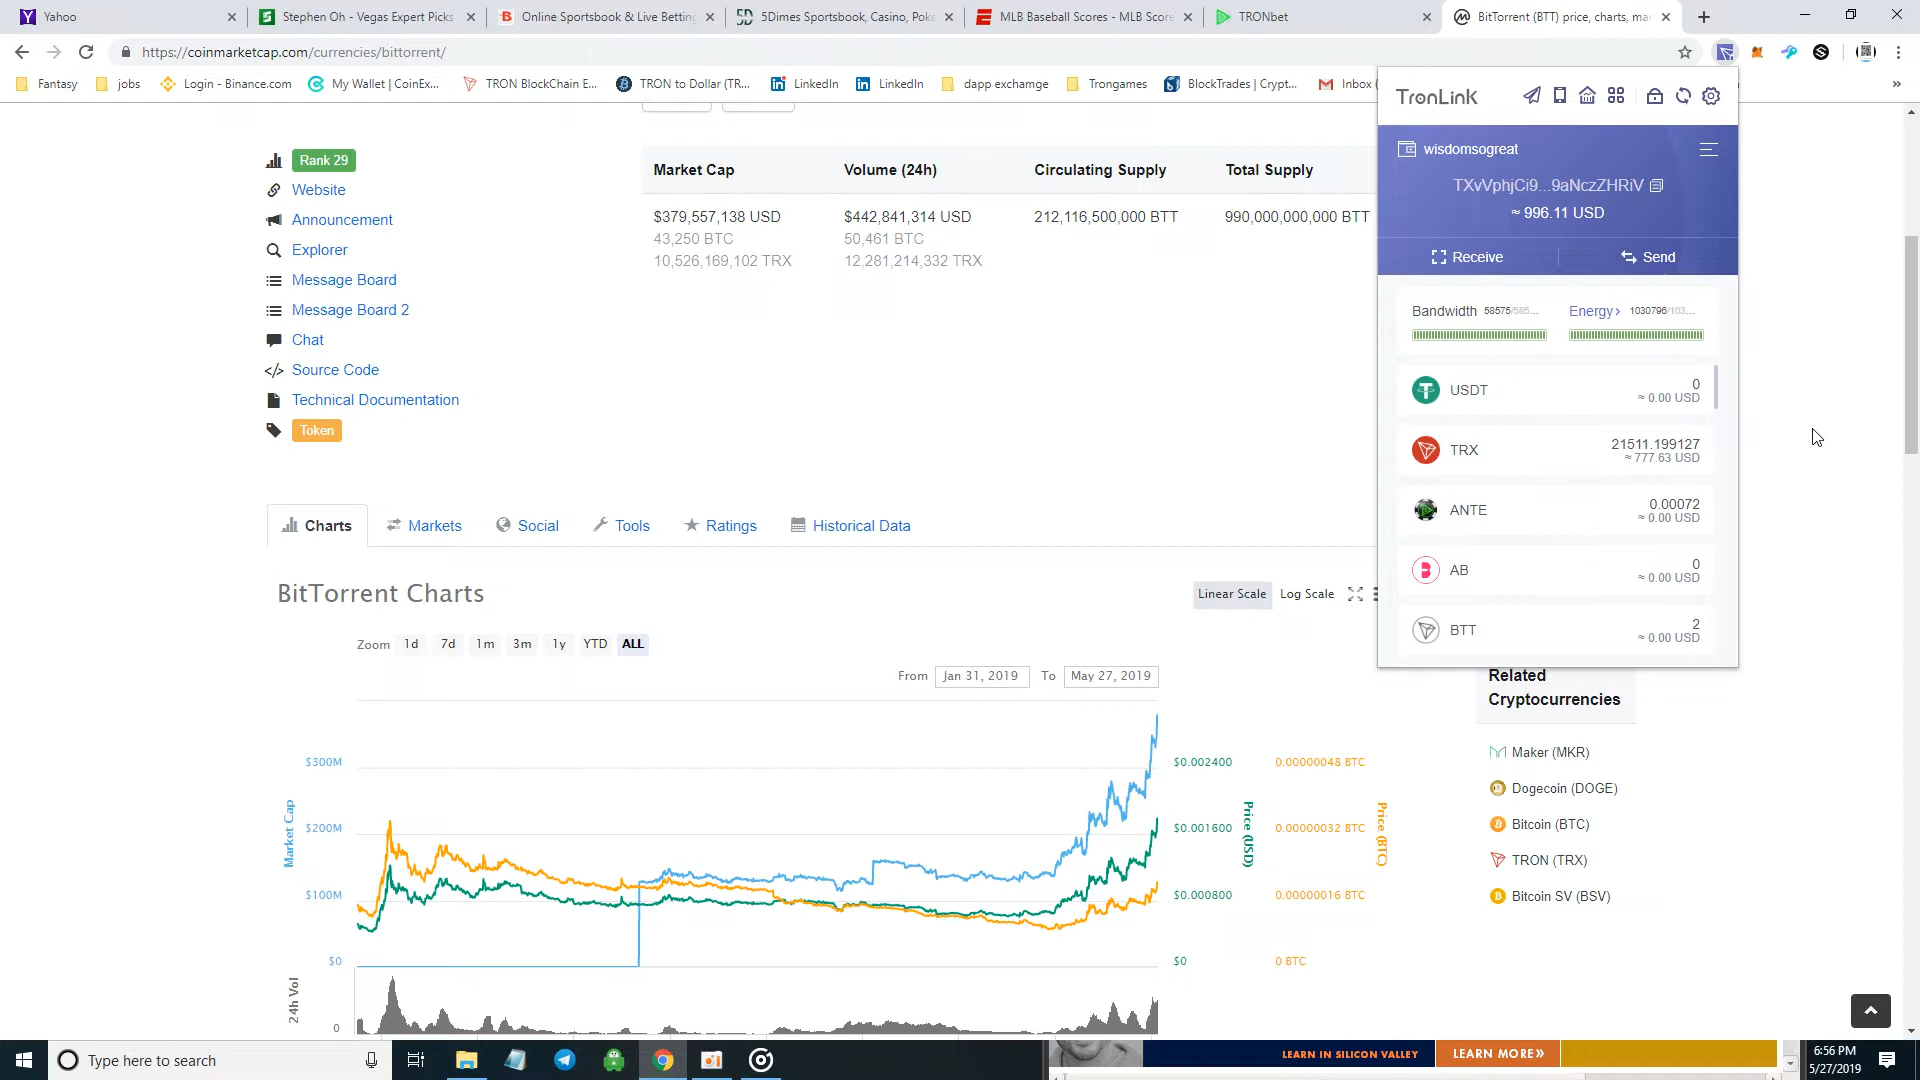 Yahoo
Stephen Oh - Vegas Expert Picks
Online Sportsbook & Live Betting
5Dimes Sportsbook, Casino, Poke
MLB Baseball Scores - MLB Score
TRONbet
BitTorrent (BTT) price, charts, ma
https://coinmarketcap.com/currencies/bittorrent/
Fantasy
jobs
Login - Binance.com
My Wallet | CoinEx...
TRON BlockChain E...
TRON to Dollar (TR...
LinkedIn
LinkedIn
dapp exchamge
Trongames
BlockTrades | Crypt...
Inbox (
»
Rank 29
Website
Announcement
Explorer
Message Board
Message Board 2
Chat
Source Code
Technical Documentation
Token
Market Cap
Volume (24h)
Circulating Supply
Total Supply
$379,557,138 USD
$442,841,314 USD
212,116,500,000 BTT
990,000,000,000 BTT
43,250 BTC
50,461 BTC
10,526,169,102 TRX
12,281,214,332 TRX
TronLink
wisdomsogreat
TXvVphjCi9...9aNczZHRiV
≈ 996.11 USD
Receive
Send
Bandwidth 58575/585...
Energy> 1030796/103...
USDT
0
≈ 0.00 USD
TRX
21511.199127
≈ 777.63 USD
ANTE
0.00072
≈ 0.00 USD
AB
0
≈ 0.00 USD
BTT
2
≈ 0.00 USD
Charts
Markets
Social
Tools
Ratings
Historical Data
BitTorrent Charts
Linear Scale
Log Scale
Zoom 1d 7d 1m 3m 1y YTD ALL
From Jan 31, 2019 To May 27, 2019
$300M
$200M
$100M
$0
Market Cap
$0.002400
$0.001600
$0.000800
$0
Price (USD)
0.00000048 BTC
0.00000032 BTC
0.00000016 BTC
0 BTC
Price (BTC)
24h Vol
0
Related
Cryptocurrencies
Maker (MKR)
Dogecoin (DOGE)
Bitcoin (BTC)
TRON (TRX)
Bitcoin SV (BSV)
Type here to search
LEARN IN SILICON VALLEY
LEARN MORE»
6:56 PM
5/27/2019